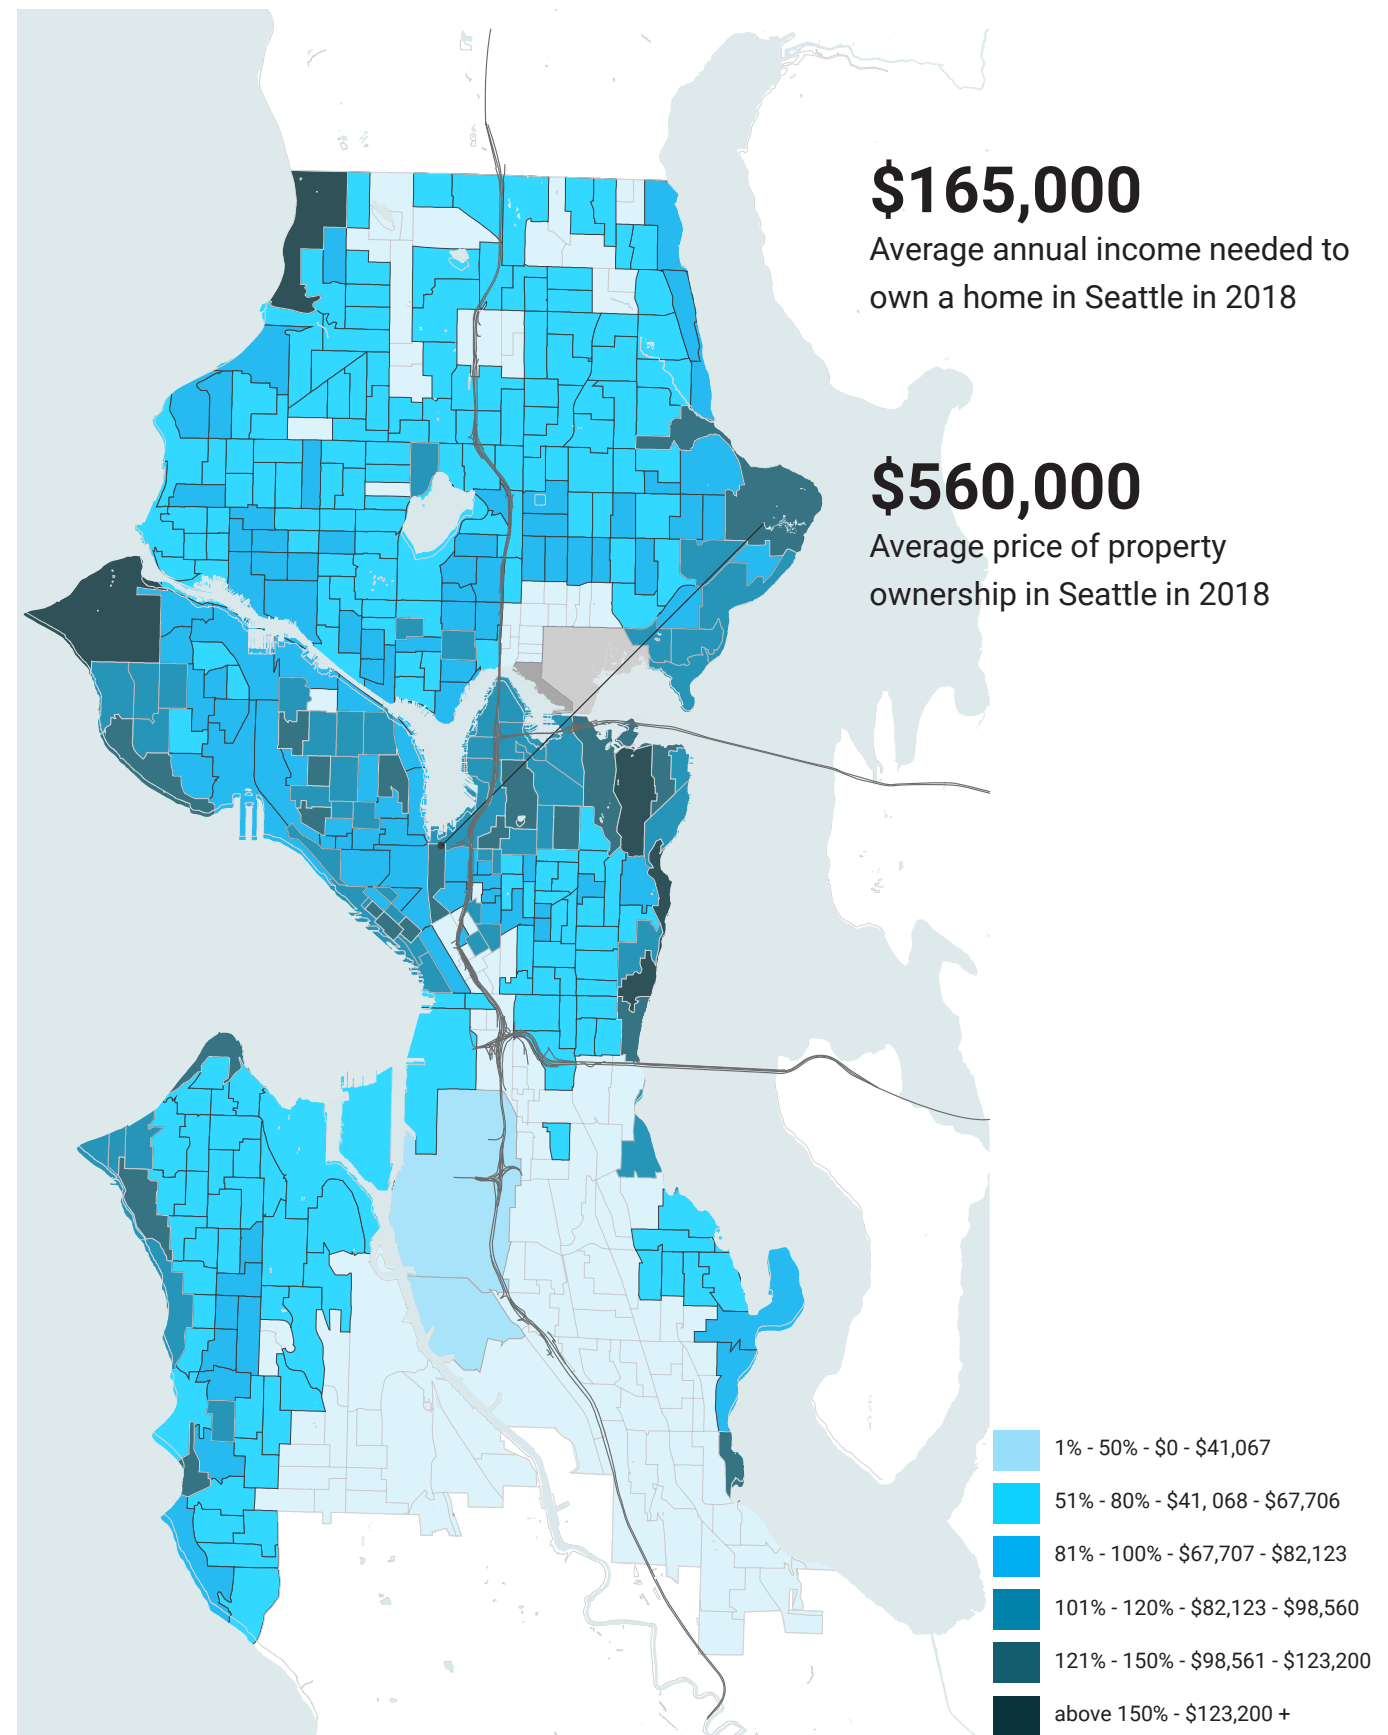 $165,000
Average annual income needed to
own a home in Seattle in 2018
$560,000
Average price of property
ownership in Seattle in 2018
1% - 50% - $0 - $41,067
51% - 80% - $41, 068 - $67,706
81% - 100% - $67,707 - $82,123
101% - 120% - $82,123 - $98,560
121% - 150% - $98,561 - $123,200
above 150% - $123,200 +